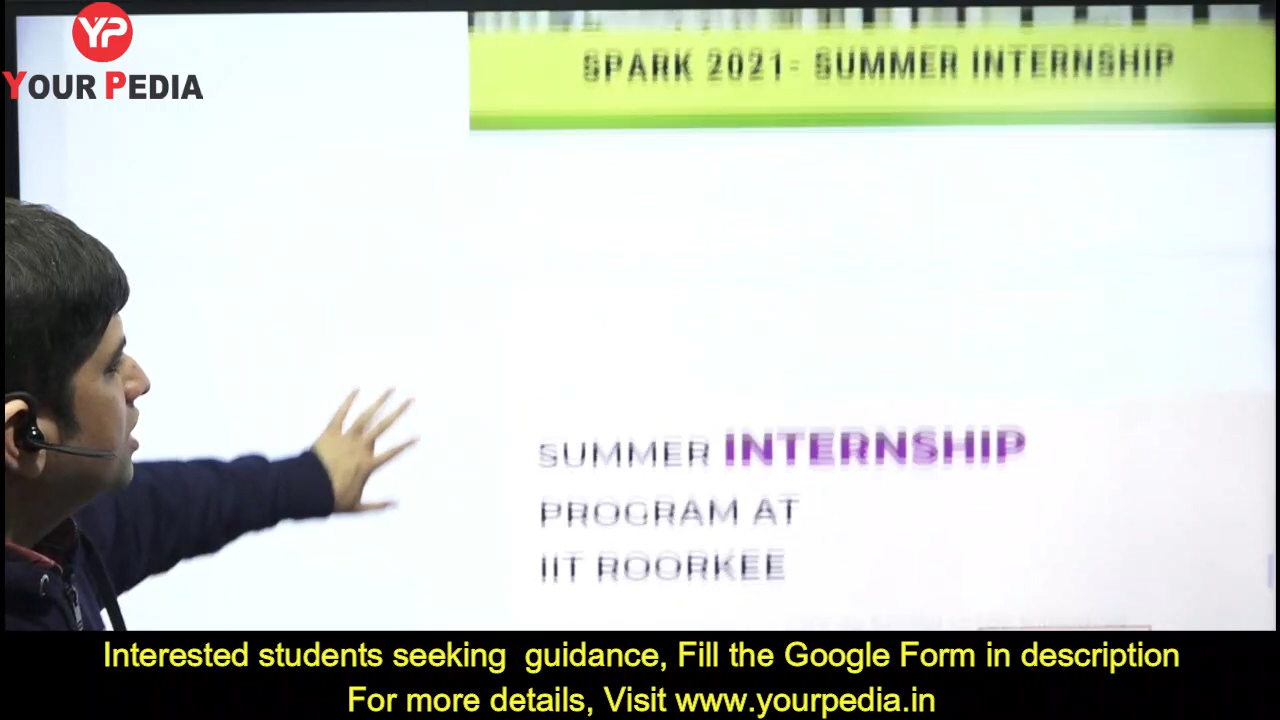 YP
YOUR PEDIA
SPARK 2021- SUMMER INTERNSHIP
SUMMER INTERNSHIP
PROGRAM AT
IIT ROORKEE
Interested students seeking guidance, Fill the Google Form in description
For more details, Visit www.yourpedia.in